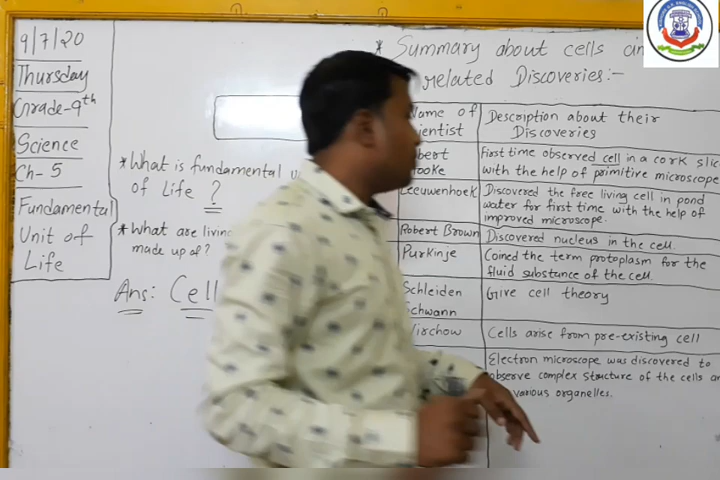 9/7/20
Thursday
Grade-9th
Science
Ch-5
Fundamental
Unit of
Life
* What is fundamental
of Life ?
* What are
made up of?
Ans: Cell
* Summary about cells
related Discoveries:-
Name of
Description about their
Discoveries
First time observed cell in a cork
with the help of primitive microscope
Leeuwenhoek
Discovered the free living cell in pond
water for first time with the help of
improved microscope.
Robert Brown
Discovered nucleus in the cell.
Purkinje
Coined the term protoplasm for the
fluid substance of the cell.
Schleiden
Schwann
Give cell theory
Virchow
Cells arise from pre-existing cell
Electron microscope was discovered to
observe complex structure of the cells
various organelles.